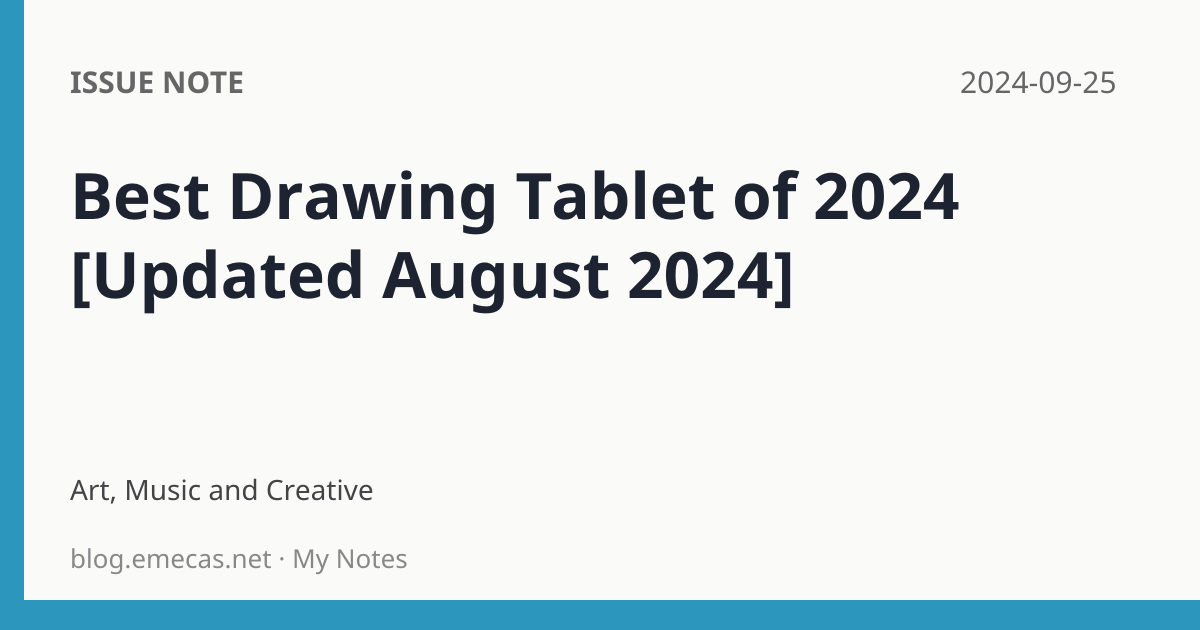 ISSUE NOTE
2024-09-25
Best Drawing Tablet of 2024
[Updated August 2024]
Art, Music and Creative
blog.emecas.net · My Notes